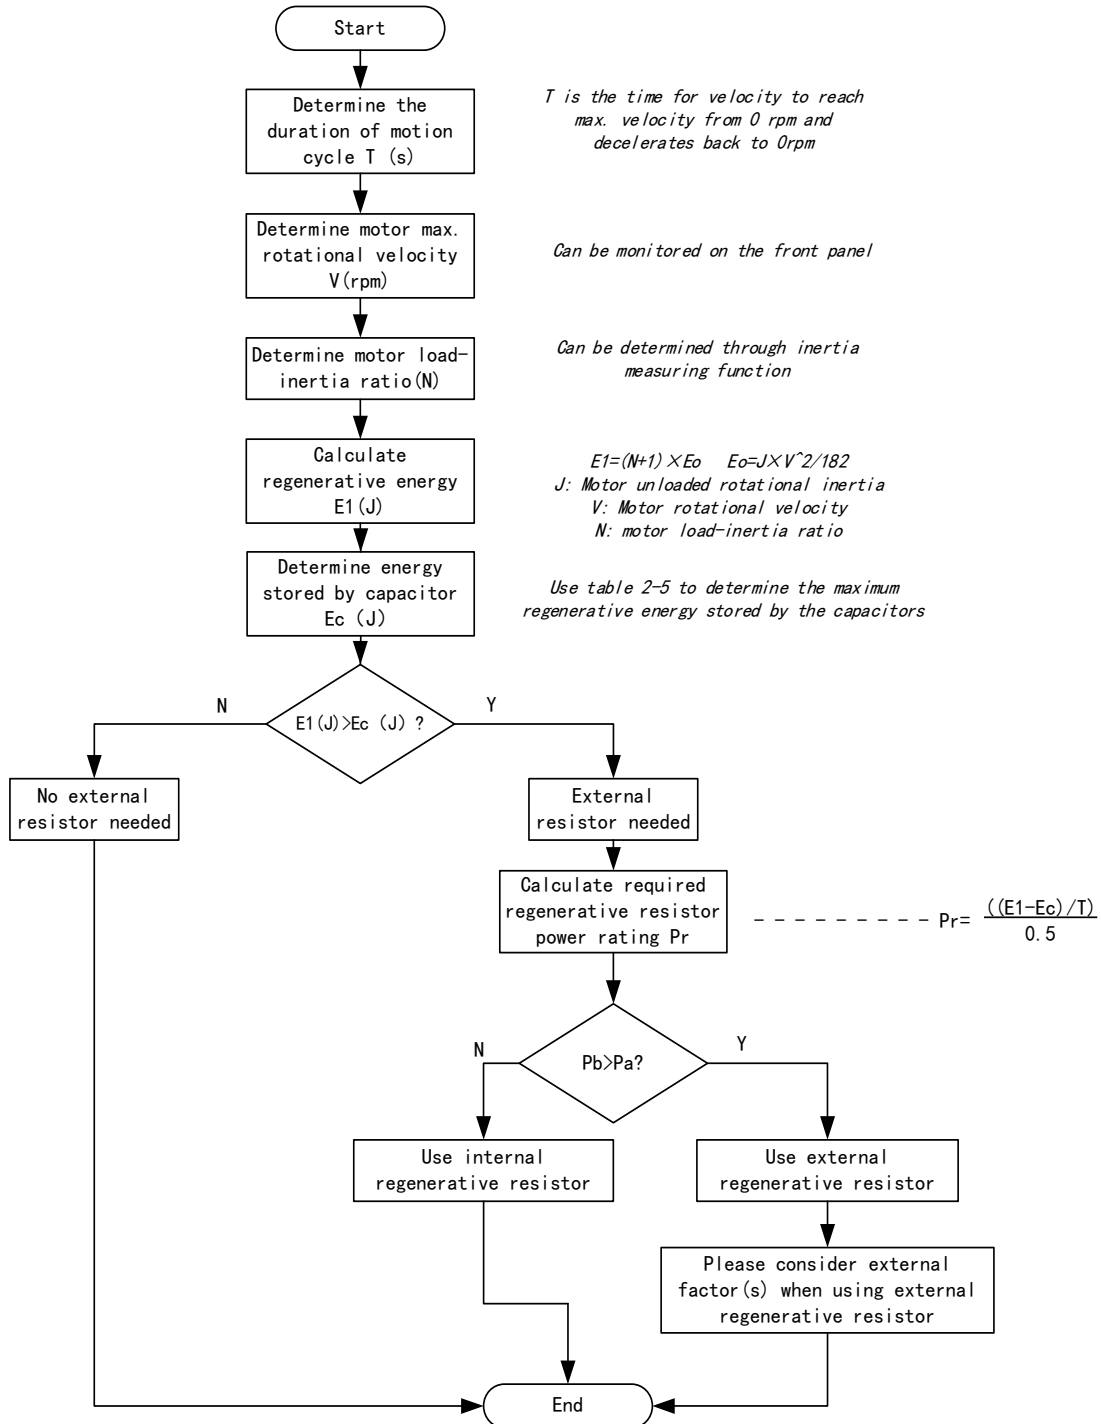 Start
Determine the
duration of motion
cycle T (s)
T is the time for velocity to reach
max. velocity from 0 rpm and
decelerates back to 0rpm
Determine motor max.
rotational velocity
V(rpm)
Can be monitored on the front panel
Determine motor load-
inertia ratio(N)
Can be determined through inertia
measuring function
Calculate
regenerative energy
E1(J)
E1=(N+1)×Eo Eo=J×V^2/182
J: Motor unloaded rotational inertia
V: Motor rotational velocity
N: motor load-inertia ratio
Determine energy
stored by capacitor
Ec (J)
Use table 2-5 to determine the maximum
regenerative energy stored by the capacitors
N
Y
E1(J)>Ec (J) ?
No external
resistor needed
External
resistor needed
Calculate required
regenerative resistor
power rating Pr
Pr= ((E1-Ec)/T)
0.5
N
Y
Pb>Pa?
Use internal
regenerative resistor
Use external
regenerative resistor
Please consider external
factor(s) when using external
regenerative resistor
End